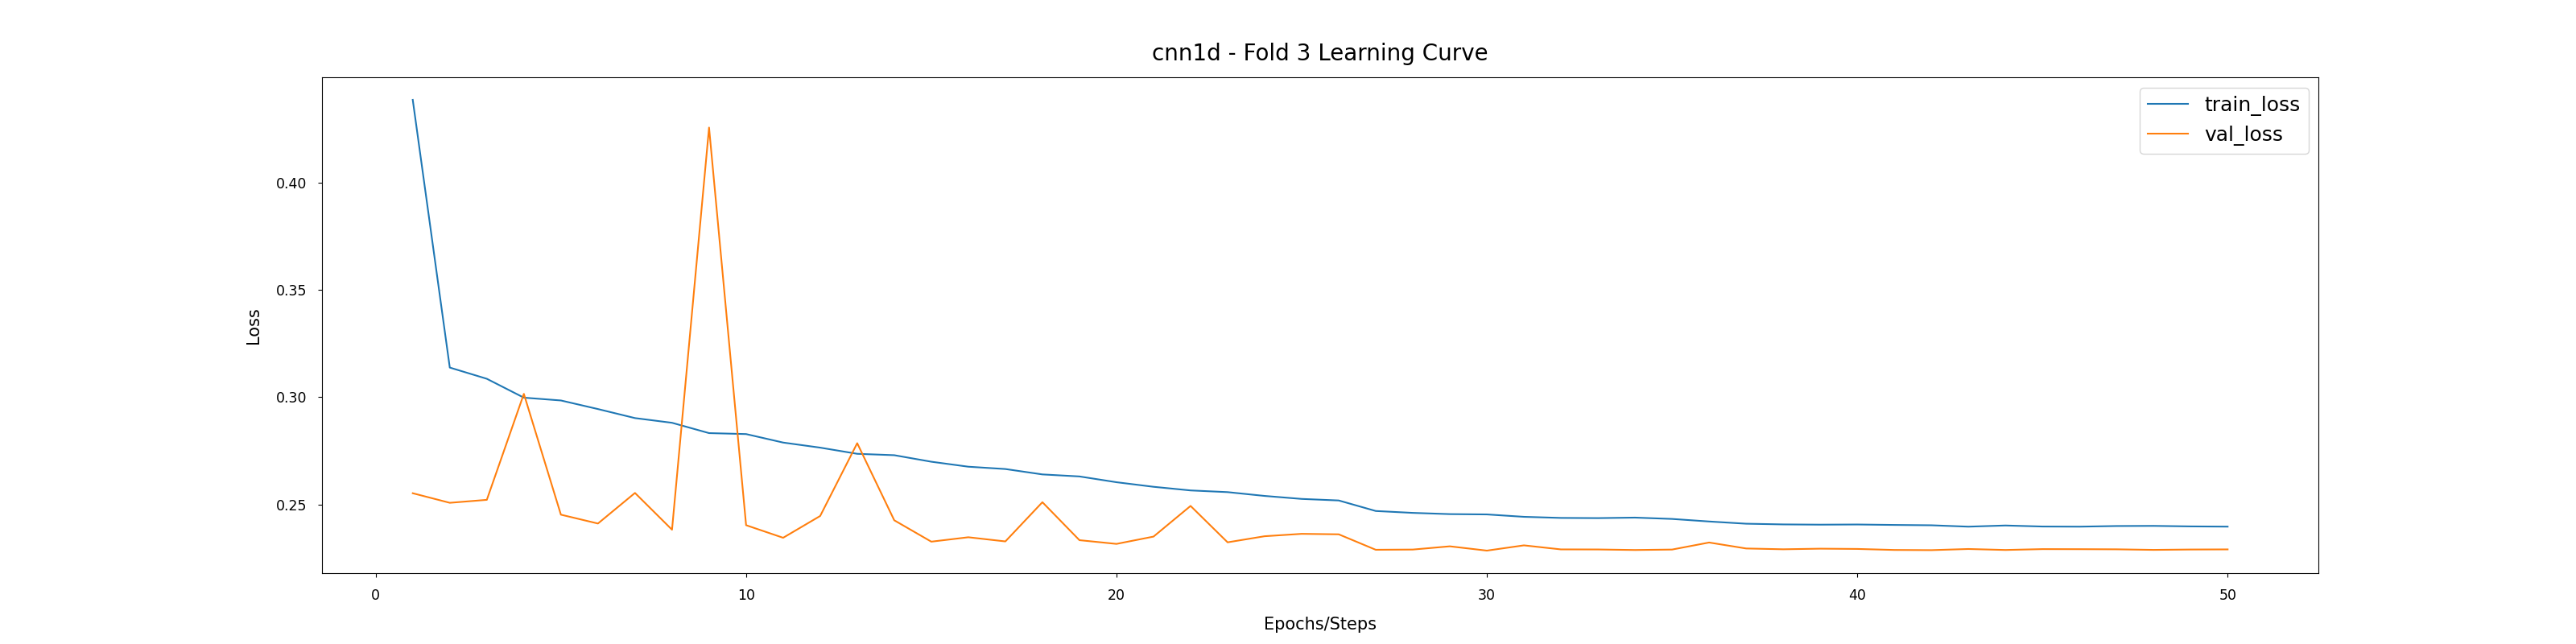 cnn1d - Fold 3 Learning Curve
train_loss
val_loss
0.40
0.35
0.30
0.25
Loss
0 10 20 30 40 50
Epochs/Steps